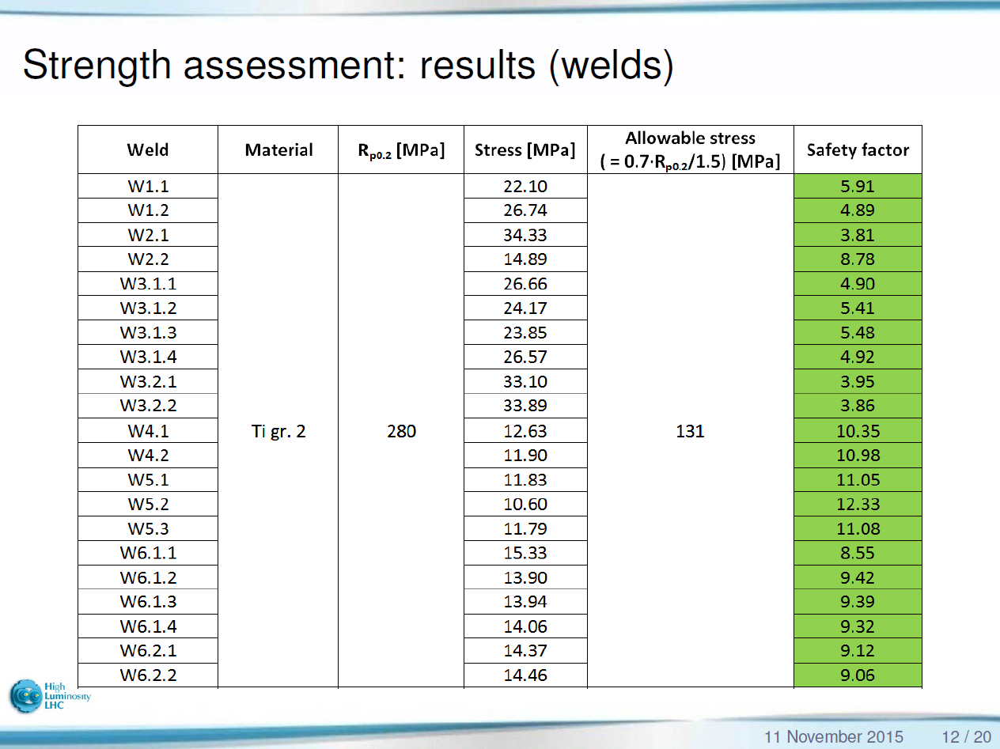 Strength assessment: results (welds)
Weld Material Rp0.2 [MPa] Stress [MPa] Allowable stress ( = 0.7·Rp0.2/1.5) [MPa] Safety factor
W1.1 22.10 5.91
W1.2 26.74 4.89
W2.1 34.33 3.81
W2.2 14.89 8.78
W3.1.1 26.66 4.90
W3.1.2 24.17 5.41
W3.1.3 23.85 5.48
W3.1.4 26.57 4.92
W3.2.1 33.10 3.95
W3.2.2 33.89 3.86
W4.1 Ti gr. 2 280 12.63 131 10.35
W4.2 11.90 10.98
W5.1 11.83 11.05
W5.2 10.60 12.33
W5.3 11.79 11.08
W6.1.1 15.33 8.55
W6.1.2 13.90 9.42
W6.1.3 13.94 9.39
W6.1.4 14.06 9.32
W6.2.1 14.37 9.12
W6.2.2 14.46 9.06
High
Luminosity
LHC
11 November 2015 12 / 20